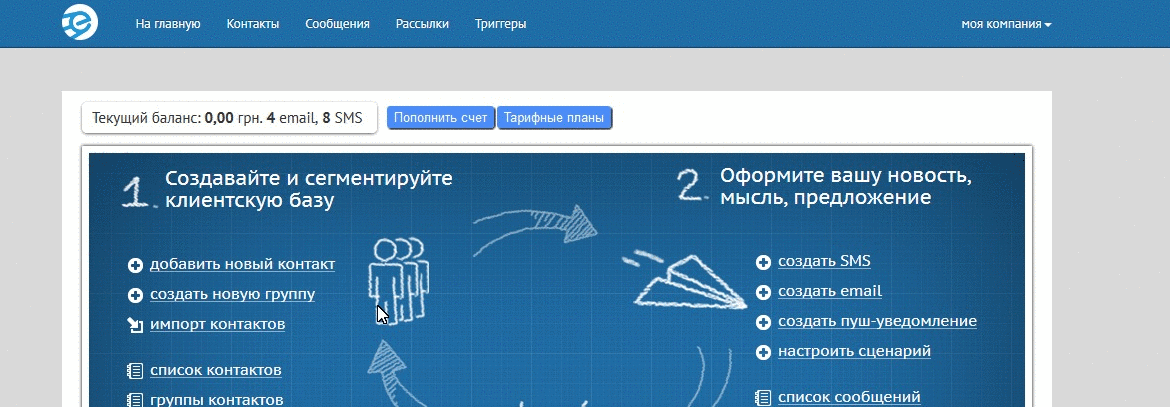 На главную Контакты Сообщения Рассылки Триггеры моя компания
Текущий баланс: 0,00 грн. 4 email, 8 SMS Пополнить счет Тарифные планы
1. Создавайте и сегментируйте
клиентскую базу
добавить новый контакт
создать новую группу
импорт контактов
список контактов
группы контактов
2. Оформите вашу новость,
мысль, предложение
создать SMS
создать email
создать пуш-уведомление
настроить сценарий
список сообщений